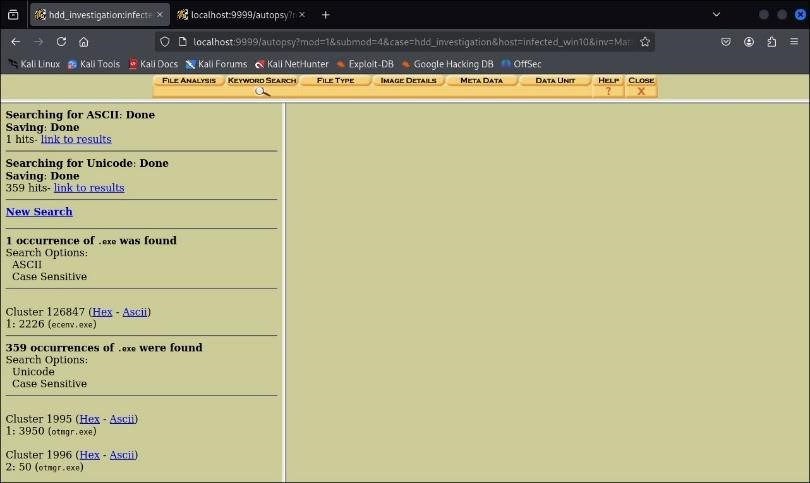 hdd_investigation:infecte
localhost:9999/autopsy?
localhost:9999/autopsy?mod=1&submod=4&case=hdd_investigation&host=infected_win10&inv=Mat
Kali Linux Kali Tools Kali Docs Kali Forums Kali NetHunter Exploit-DB Google Hacking DB OffSec
FILE ANALYSIS KEYWORD SEARCH FILE TYPE IMAGE DETAILS META DATA DATA UNIT HELP CLOSE
? X
Searching for ASCII: Done
Saving: Done
1 hits- link to results
Searching for Unicode: Done
Saving: Done
359 hits- link to results
New Search
1 occurrence of .exe was found
Search Options:
ASCII
Case Sensitive
Cluster 126847 (Hex - Ascii)
1: 2226 (ecenv.exe)
359 occurrences of .exe were found
Search Options:
Unicode
Case Sensitive
Cluster 1995 (Hex - Ascii)
1: 3950 (otmgr.exe)
Cluster 1996 (Hex - Ascii)
2: 50 (otmgr.exe)